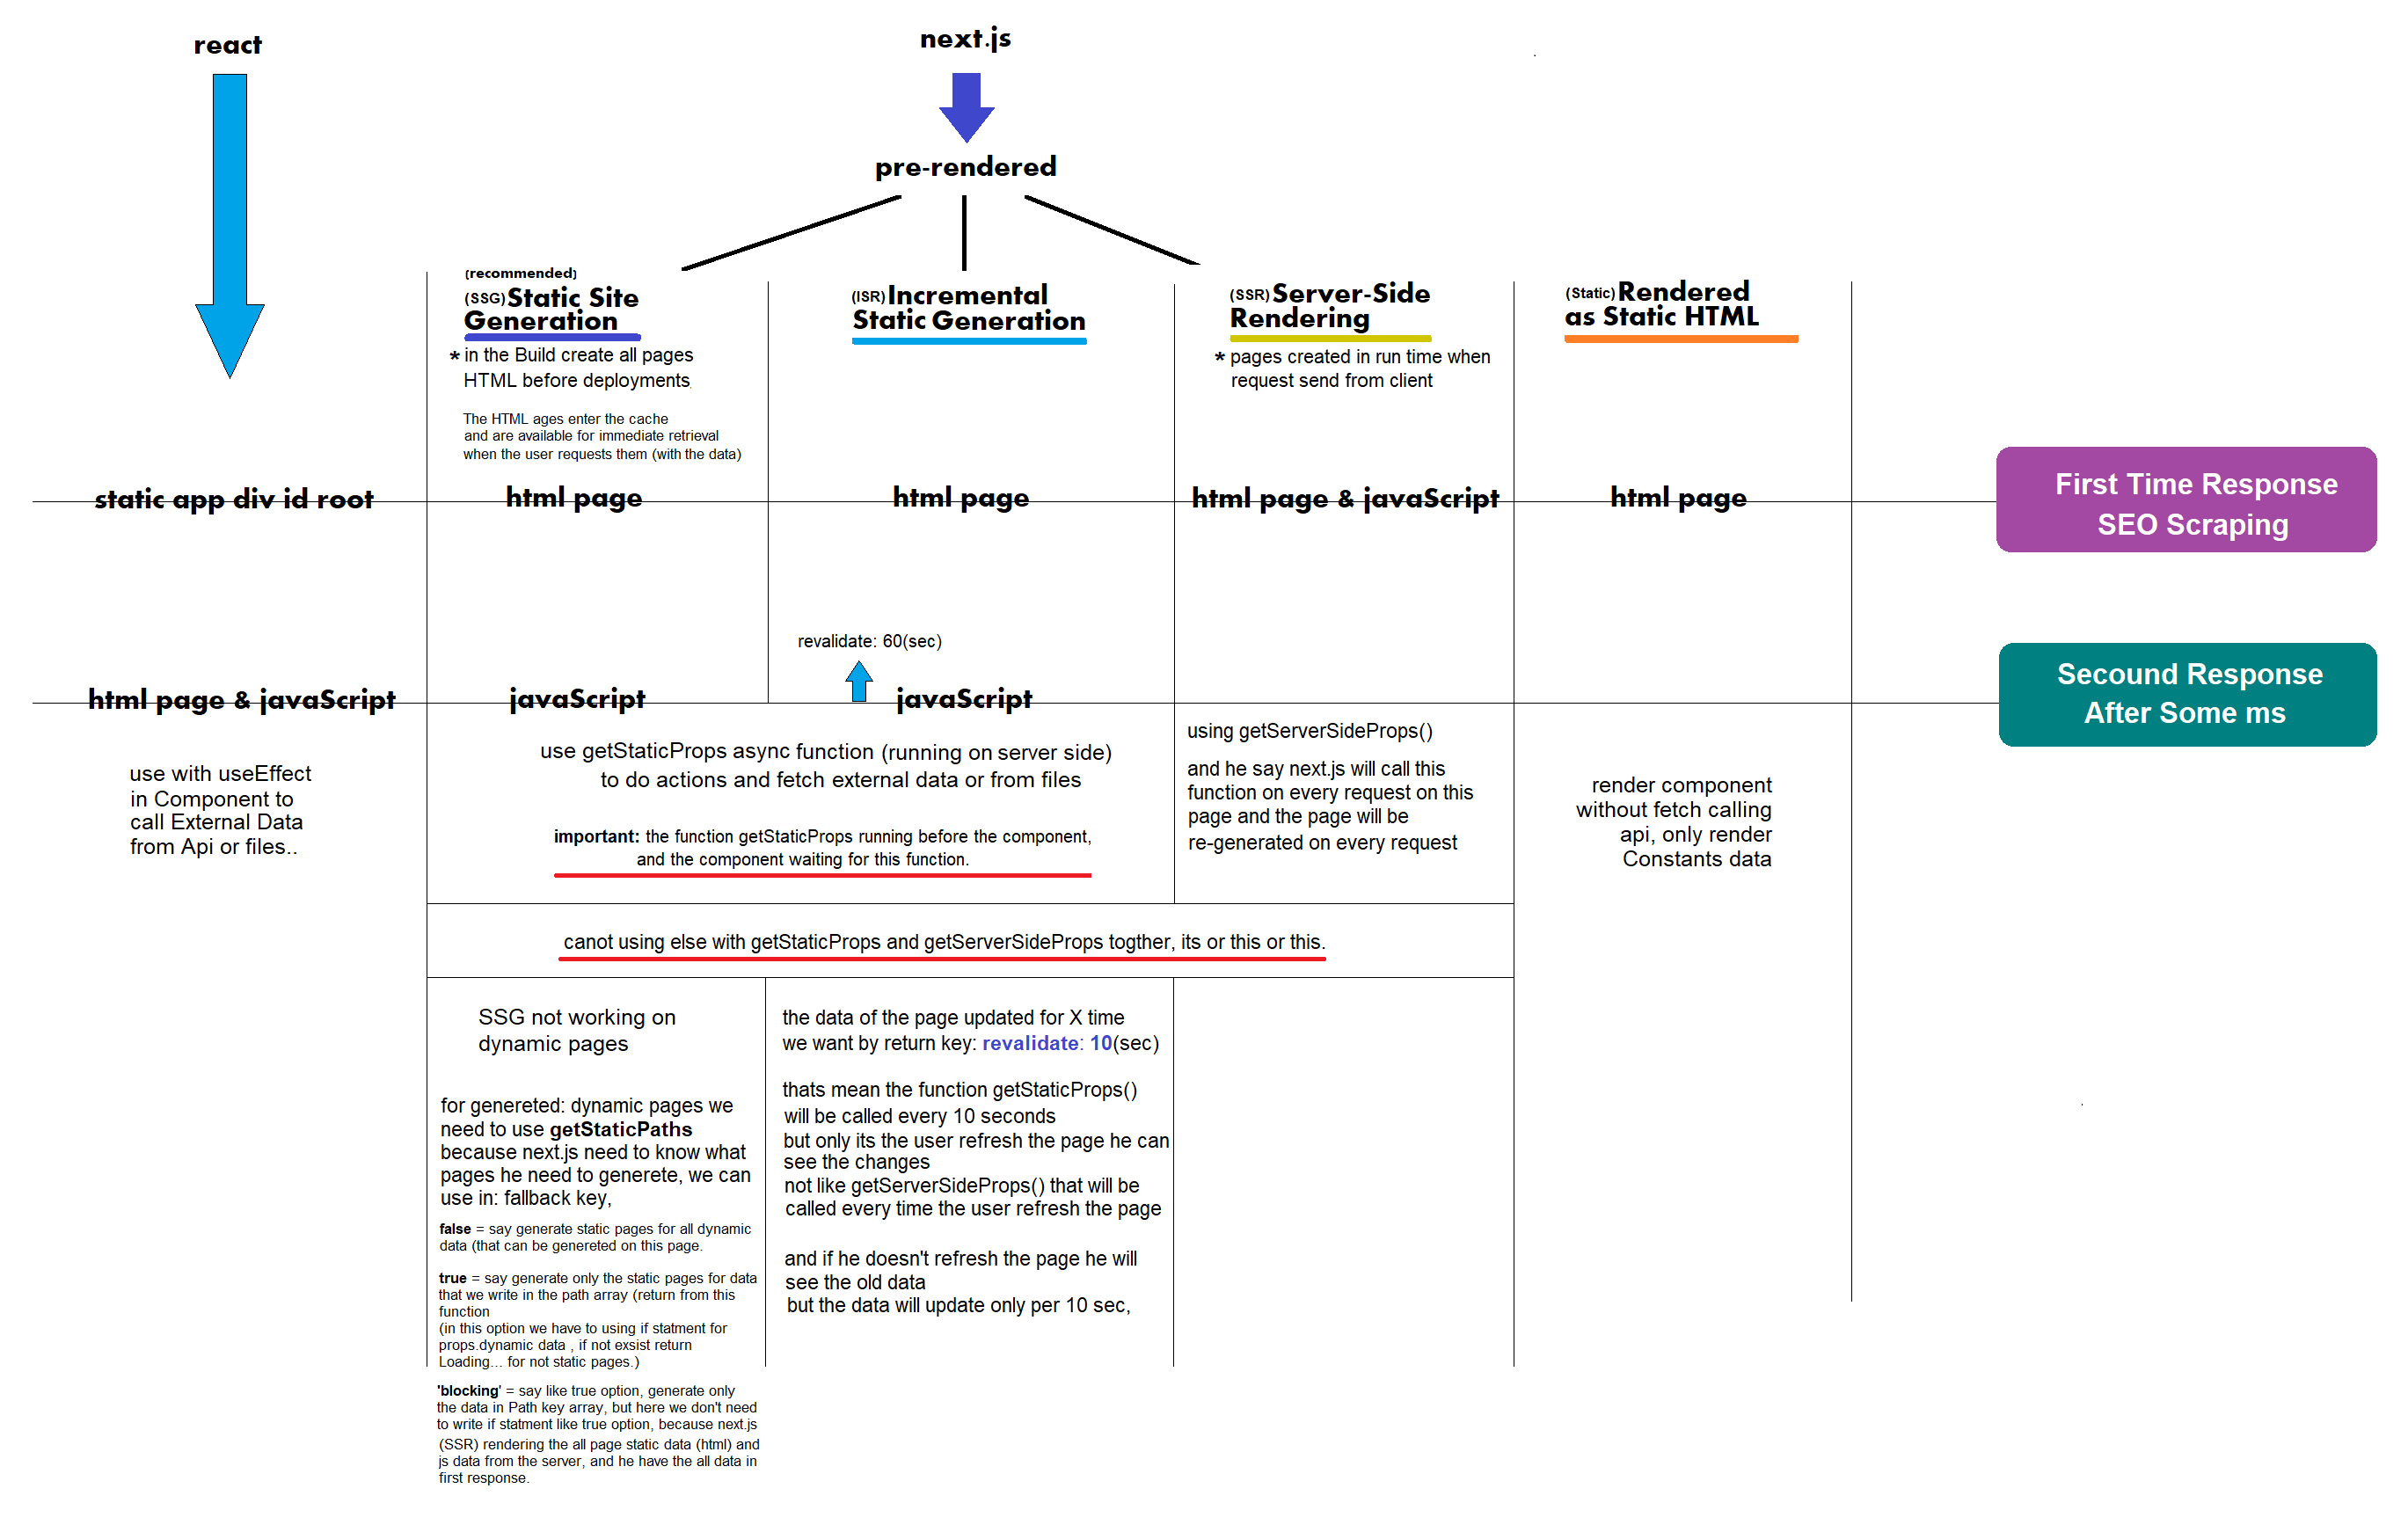 react
next.js
pre-rendered
(recommended)
(SSG) Static Site
Generation
* in the Build create all pages
HTML before deployments
The HTML ages enter the cache
and are available for immediate retrieval
when the user requests them (with the data)
(ISR) Incremental
Static Generation
(SSR) Server-Side
Rendering
* pages created in run time when
request send from client
(Static) Rendered
as Static HTML
static app div id root
html page
html page
html page & javaScript
html page
First Time Response
SEO Scraping
revalidate: 60(sec)
html page & javaScript
javaScript
javaScript
Secound Response
After Some ms
use with useEffect
in Component to
call External Data
from Api or files..
use getStaticProps async function (running on server side)
to do actions and fetch external data or from files
important: the function getStaticProps running before the component,
and the component waiting for this function.
using getServerSideProps()
and he say next.js will call this
function on every request on this
page and the page will be
re-generated on every request
render component
without fetch calling
api, only render
Constants data
canot using else with getStaticProps and getServerSideProps togther, its or this or this.
SSG not working on
dynamic pages
for genereted: dynamic pages we
need to use getStaticPaths
because next.js need to know what
pages he need to generete, we can
use in: fallback key,
false = say generate static pages for all dynamic
data (that can be genereted on this page.
true = say generate only the static pages for data
that we write in the path array (return from this
function
(in this option we have to using if statment for
props.dynamic data , if not exsist return
Loading... for not static pages.)
'blocking' = say like true option, generate only
the data in Path key array, but here we don't need
to write if statment like true option, because next.js
(SSR) rendering the all page static data (html) and
js data from the server, and he have the all data in
first response.
the data of the page updated for X time
we want by return key: revalidate: 10(sec)
thats mean the function getStaticProps()
will be called every 10 seconds
but only its the user refresh the page he can
see the changes
not like getServerSideProps() that will be
called every time the user refresh the page
and if he doesn't refresh the page he will
see the old data
but the data will update only per 10 sec,